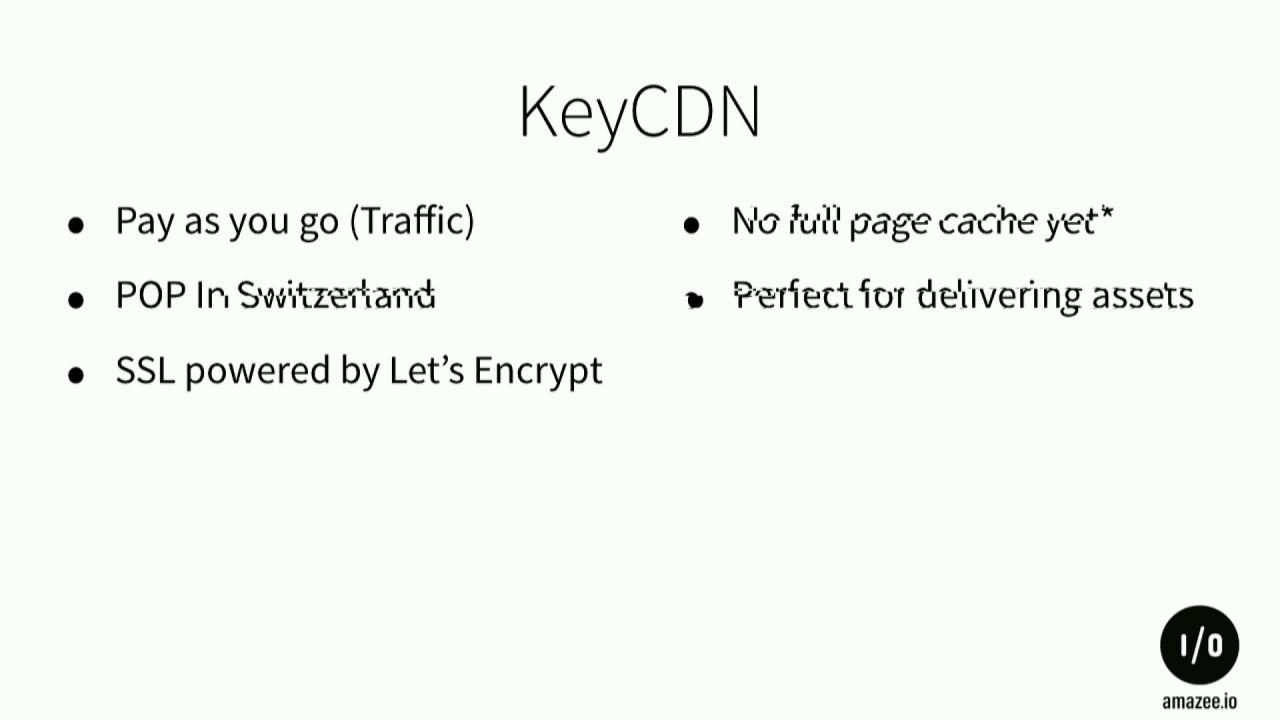 KeyCDN
Pay as you go (Traffic)
POP In Switzerland
SSL powered by Let’s Encrypt
No full page cache yet*
Perfect for delivering assets
I/O
amazee.io